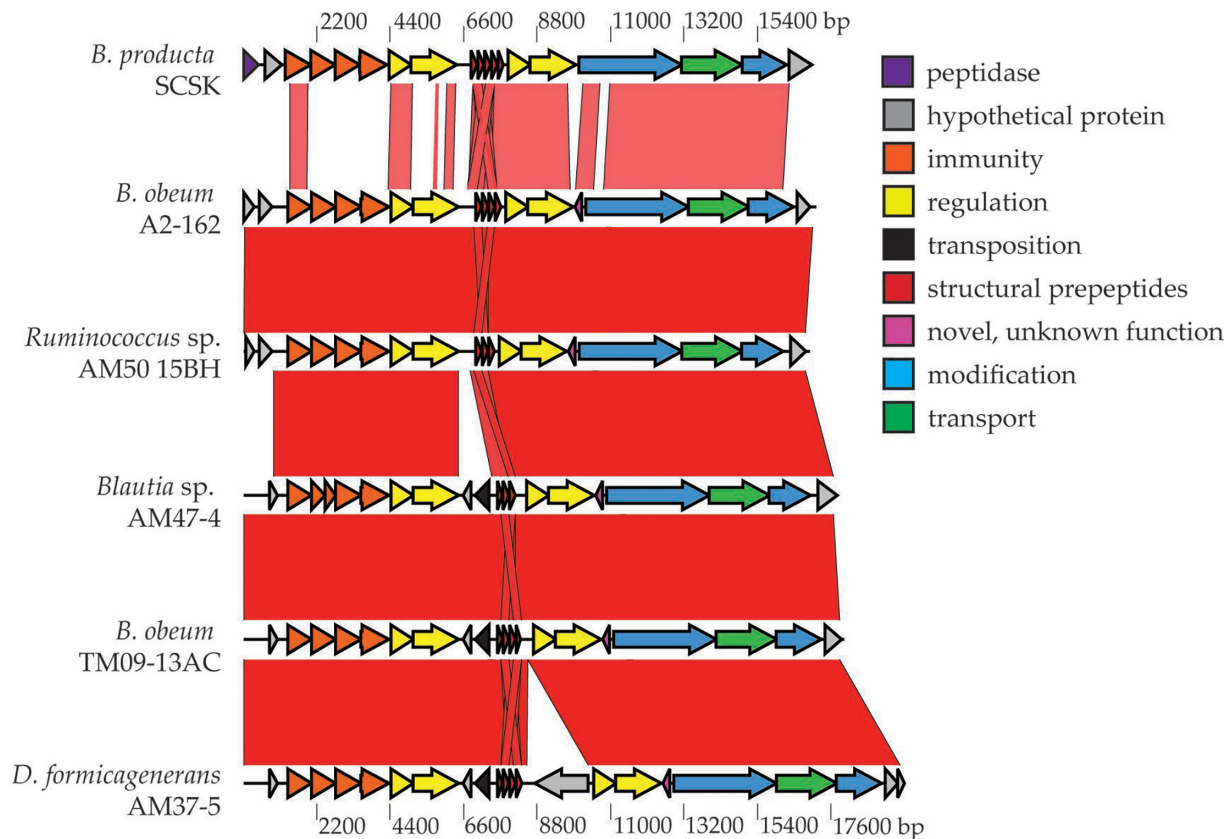 2200 4400 6600 8800 11000 13200 15400 bp
B. producta
SCSK
B. obeum
A2-162
Ruminococcus sp.
AM50 15BH
Blautia sp.
AM47-4
B. obeum
TM09-13AC
D. formicagenerans
AM37-5
2200 4400 6600 8800 11000 13200 15400 17600 bp
peptidase
hypothetical protein
immunity
regulation
transposition
structural prepeptides
novel, unknown function
modification
transport